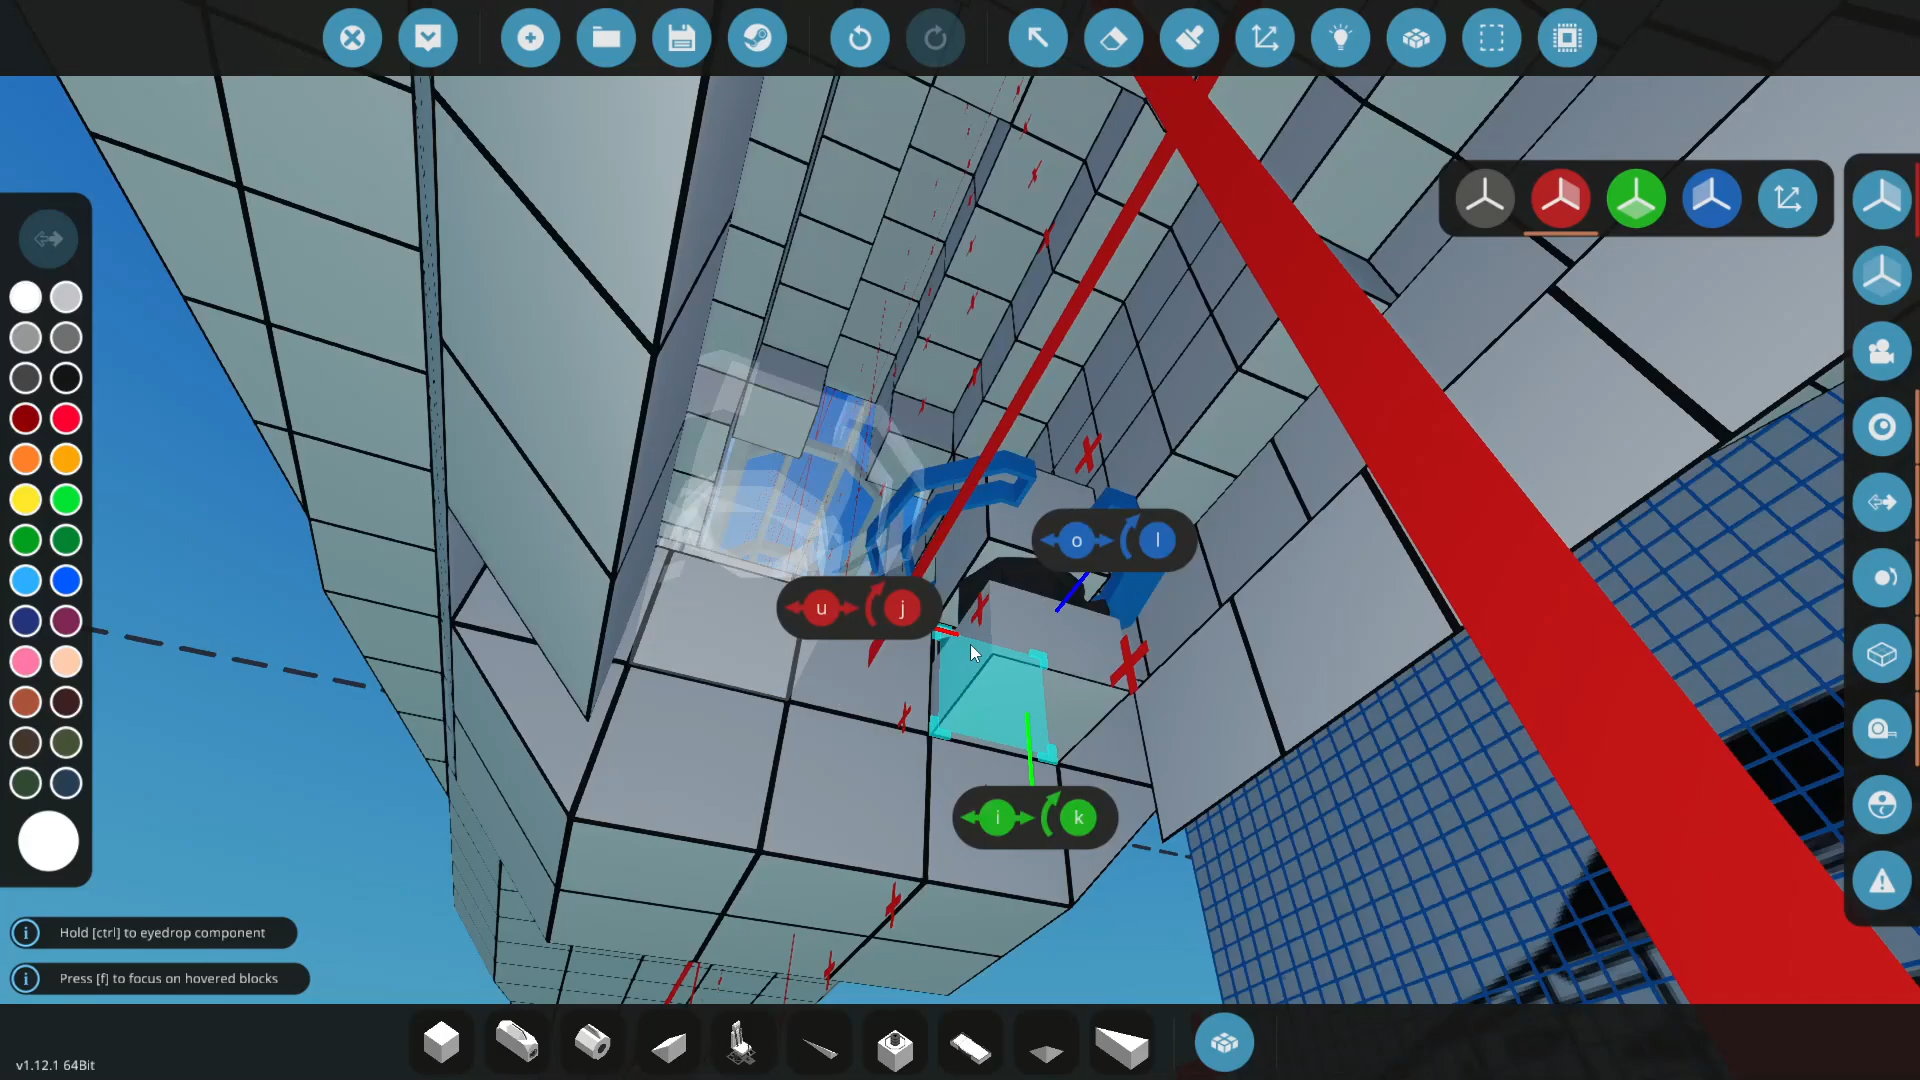 o l
u j
i k
Hold [ctrl] to eyedrop component
Press [f] to focus on hovered blocks
v1.12.1 64Bit